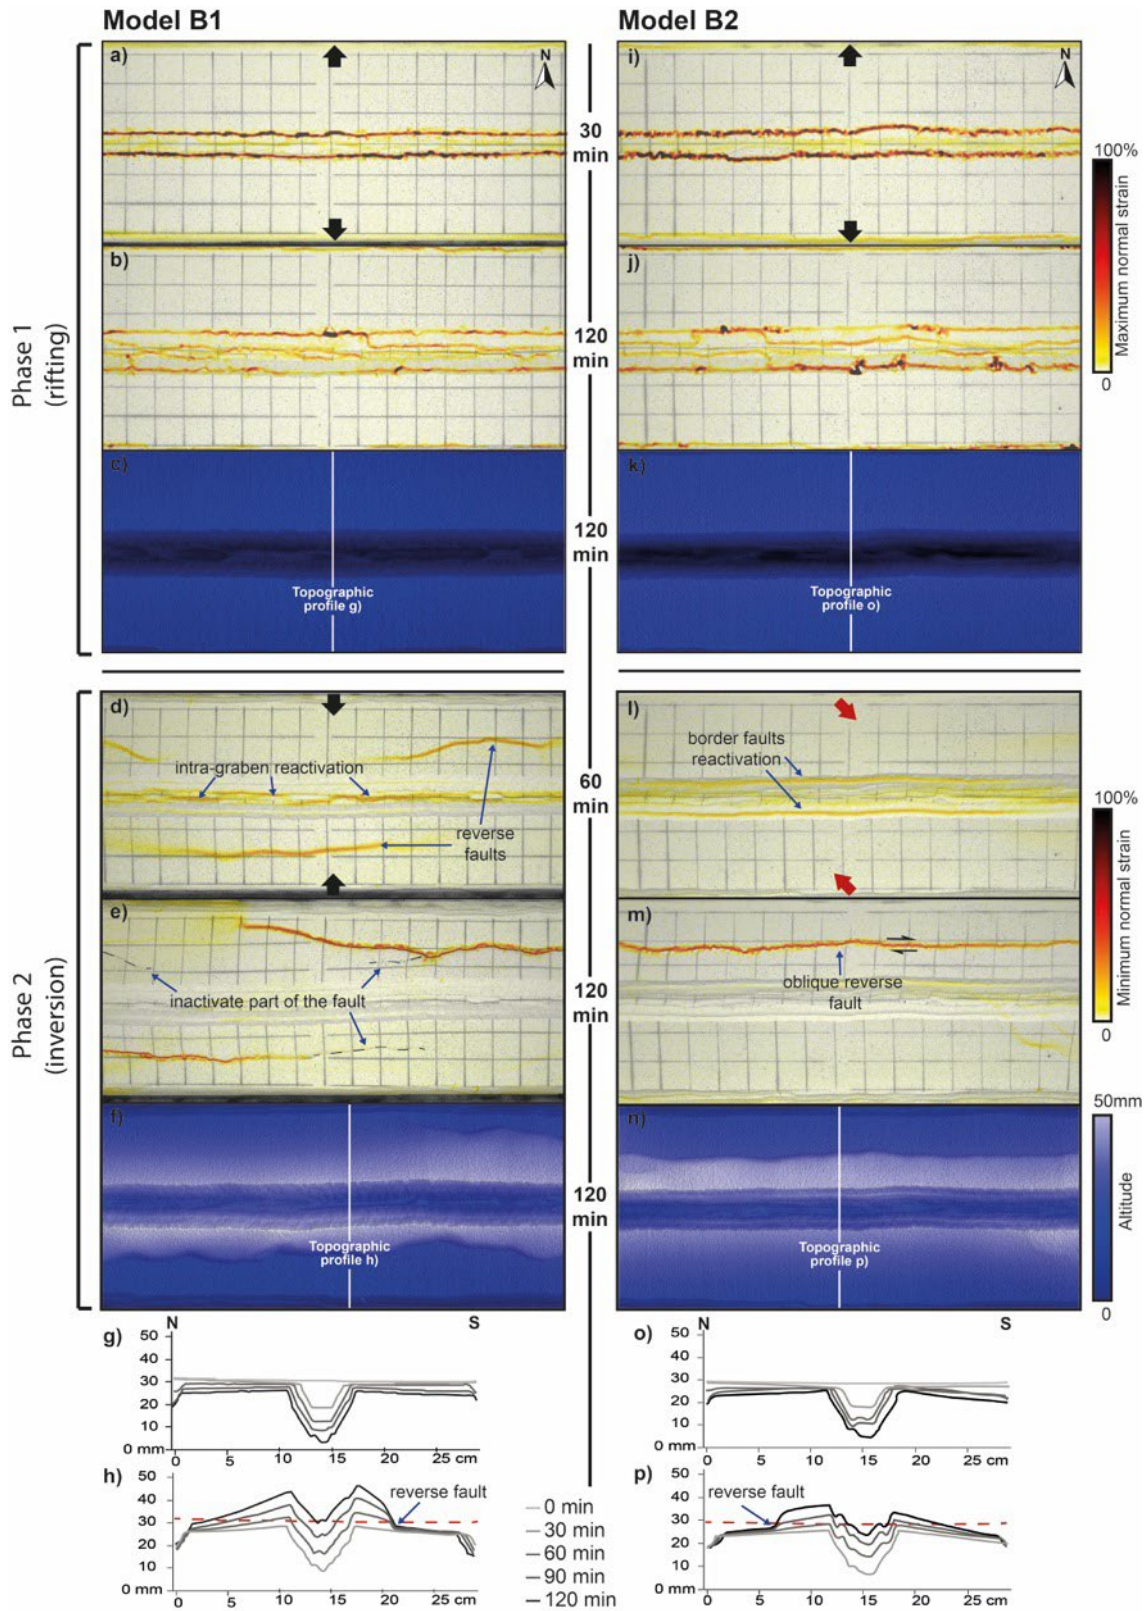 Model B1
Model B2
Phase 1
(rifting)
a)
N
30
min
i)
N
100%
Maximum normal strain
0
b)
120
min
j)
c)
Topographic
profile g)
120
min
k)
Topographic
profile o)
Phase 2
(inversion)
d)
intra-graben reactivation
reverse
faults
60
min
l)
border faults
reactivation
100%
Minimum normal strain
0
e)
inactivate part of the fault
120
min
m)
oblique reverse
fault
f)
Topographic
profile h)
120
min
n)
Topographic
profile p)
50mm
Altitude
0
N
S
g)
50
40
30
20
10
0 mm
0
5
10
15
20
25 cm
h)
50
40
30
20
10
0 mm
0
5
10
15
20
25 cm
reverse fault
0 min
30 min
60 min
90 min
120 min
N
S
o)
50
40
30
20
10
0 mm
0
5
10
15
20
25 cm
p)
50
40
30
20
10
0 mm
0
5
10
15
20
25 cm
reverse fault